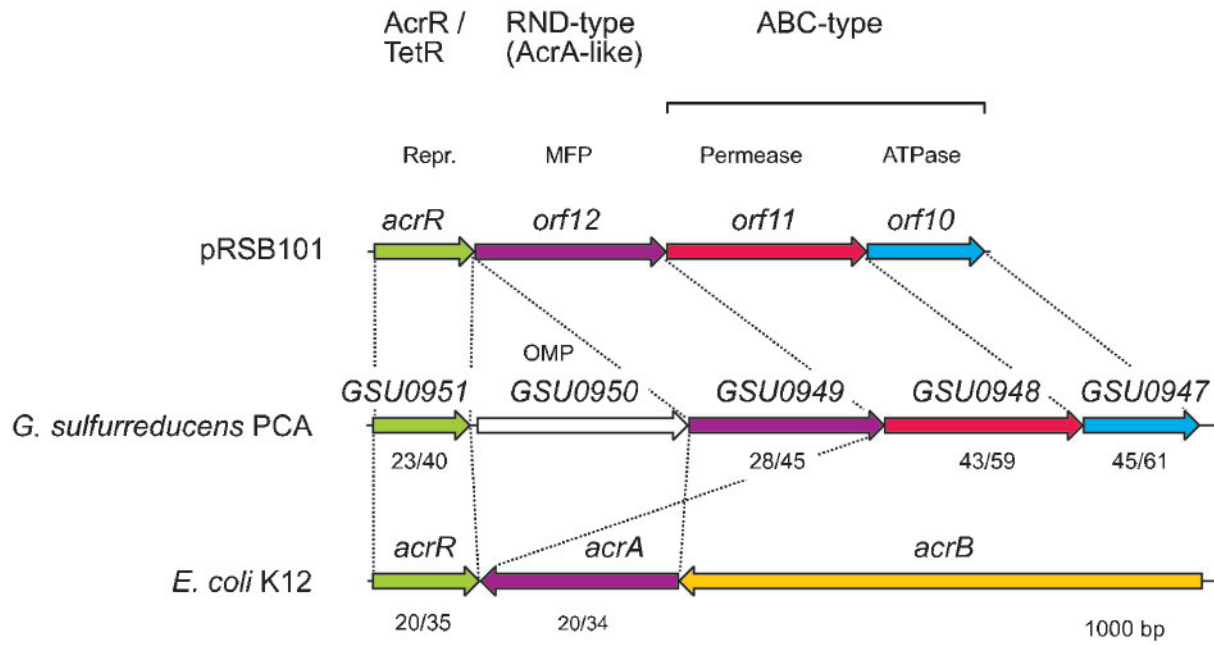 AcrR / TetR
RND-type (AcrA-like)
ABC-type
Repr. MFP Permease ATPase
acrR orf12 orf11 orf10
pRSB101
OMP
GSU0951 GSU0950 GSU0949 GSU0948 GSU0947
G. sulfurreducens PCA
23/40 28/45 43/59 45/61
acrR acrA acrB
E. coli K12
20/35 20/34 1000 bp